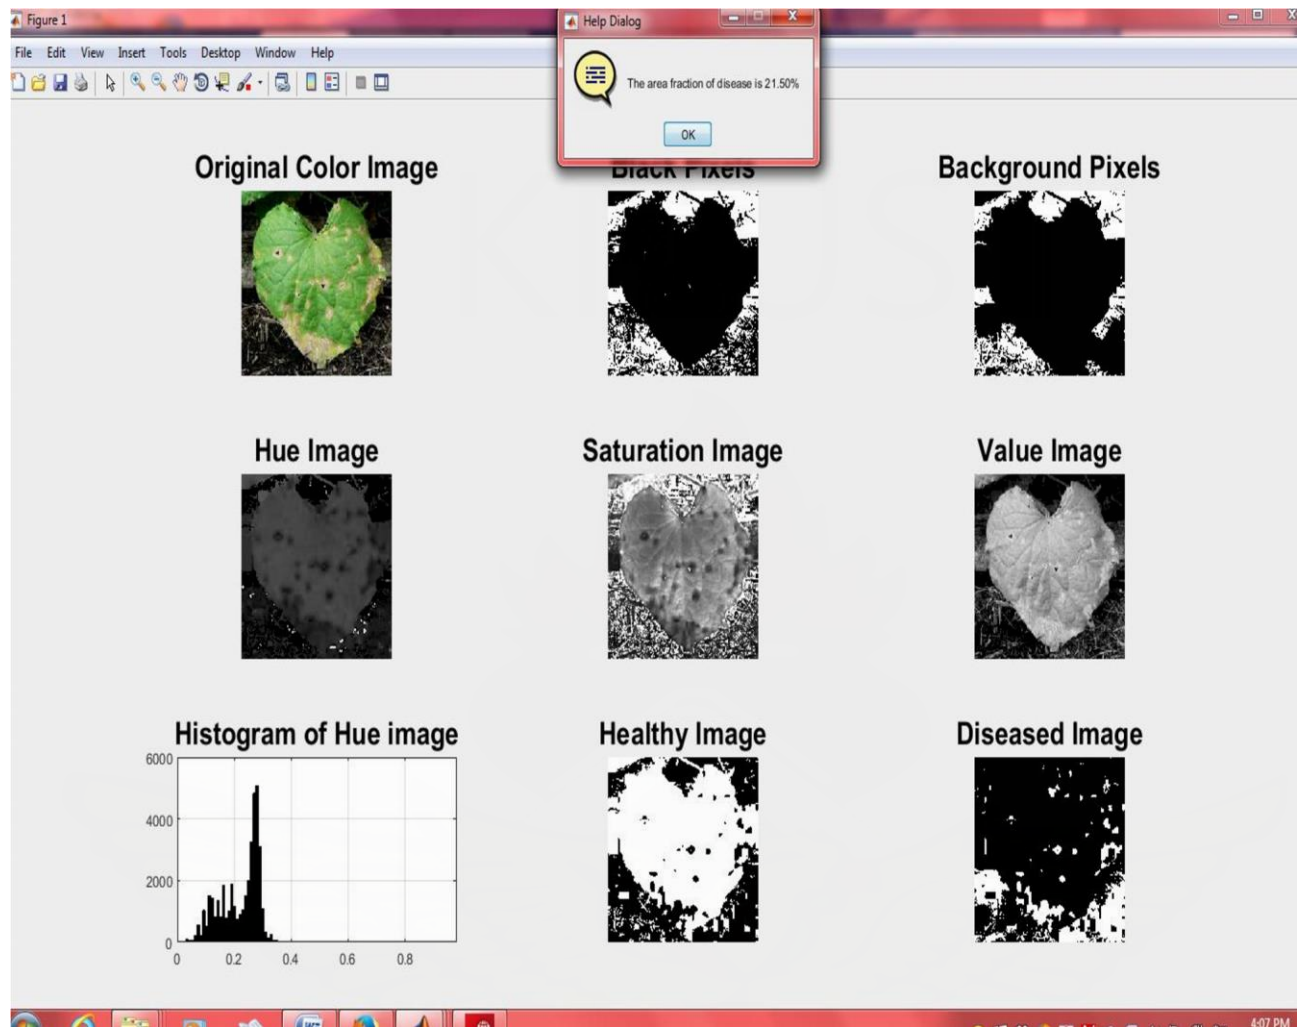 Figure 1
Help Dialog
File Edit View Insert Tools Desktop Window Help
The area fraction of disease is 21.50%
OK
Original Color Image
Black Pixels
Background Pixels
Hue Image
Saturation Image
Value Image
Histogram of Hue image
Healthy Image
Diseased Image
6000
4000
2000
0
0 0.2 0.4 0.6 0.8
4:07 PM